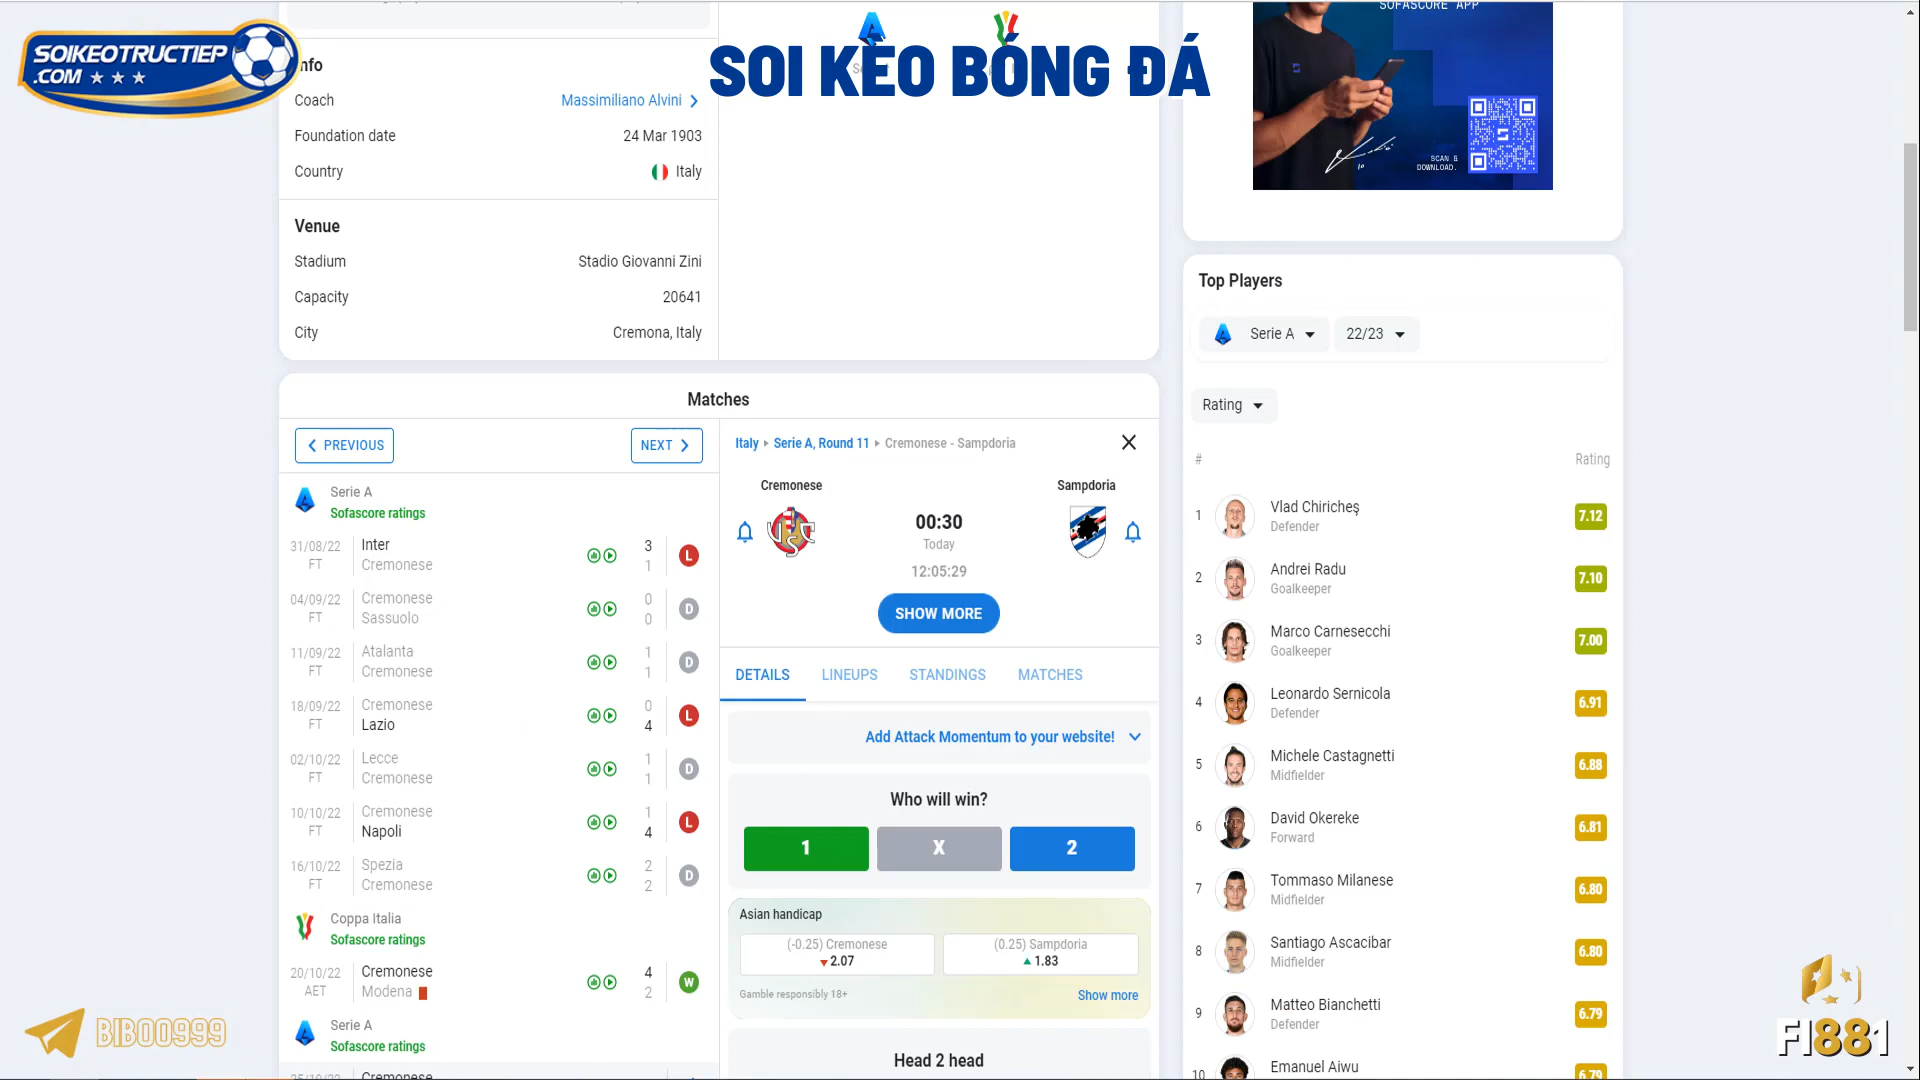 SOFASCORE APP
SOIKEOTRUCTIEP
.COM
SOI KÈO BÓNG ĐÁ
Info
Coach
Massimiliano Alvini
Foundation date
24 Mar 1903
Country
Italy
Venue
Stadium
Stadio Giovanni Zini
Capacity
20641
City
Cremona, Italy
SCAN &
DOWNLOAD.
Matches
PREVIOUS
NEXT
Serie A
Sofascore ratings
31/08/22
FT
Inter
Cremonese
3
1
L
04/09/22
FT
Cremonese
Sassuolo
0
0
D
11/09/22
FT
Atalanta
Cremonese
1
1
D
18/09/22
FT
Cremonese
Lazio
0
4
L
02/10/22
FT
Lecce
Cremonese
1
1
D
10/10/22
FT
Cremonese
Napoli
1
4
L
16/10/22
FT
Spezia
Cremonese
2
2
D
Coppa Italia
Sofascore ratings
20/10/22
AET
Cremonese
Modena
4
2
W
Serie A
Sofascore ratings
Cremonese
Italy
Serie A, Round 11
Cremonese - Sampdoria
Cremonese
Sampdoria
00:30
Today
12:05:29
SHOW MORE
DETAILS
LINEUPS
STANDINGS
MATCHES
Add Attack Momentum to your website!
Who will win?
1
X
2
Asian handicap
(-0.25) Cremonese
2.07
(0.25) Sampdoria
1.83
Gamble responsibly 18+
Show more
Head 2 head
Top Players
Serie A
22/23
Rating
#
Rating
1
Vlad Chiricheş
Defender
7.12
2
Andrei Radu
Goalkeeper
7.10
3
Marco Carnesecchi
Goalkeeper
7.00
4
Leonardo Sernicola
Defender
6.91
5
Michele Castagnetti
Midfielder
6.88
6
David Okereke
Forward
6.81
7
Tommaso Milanese
Midfielder
6.80
8
Santiago Ascacibar
Midfielder
6.80
9
Matteo Bianchetti
Defender
6.79
10
Emanuel Aiwu
6.79
BIBOO999
FI881